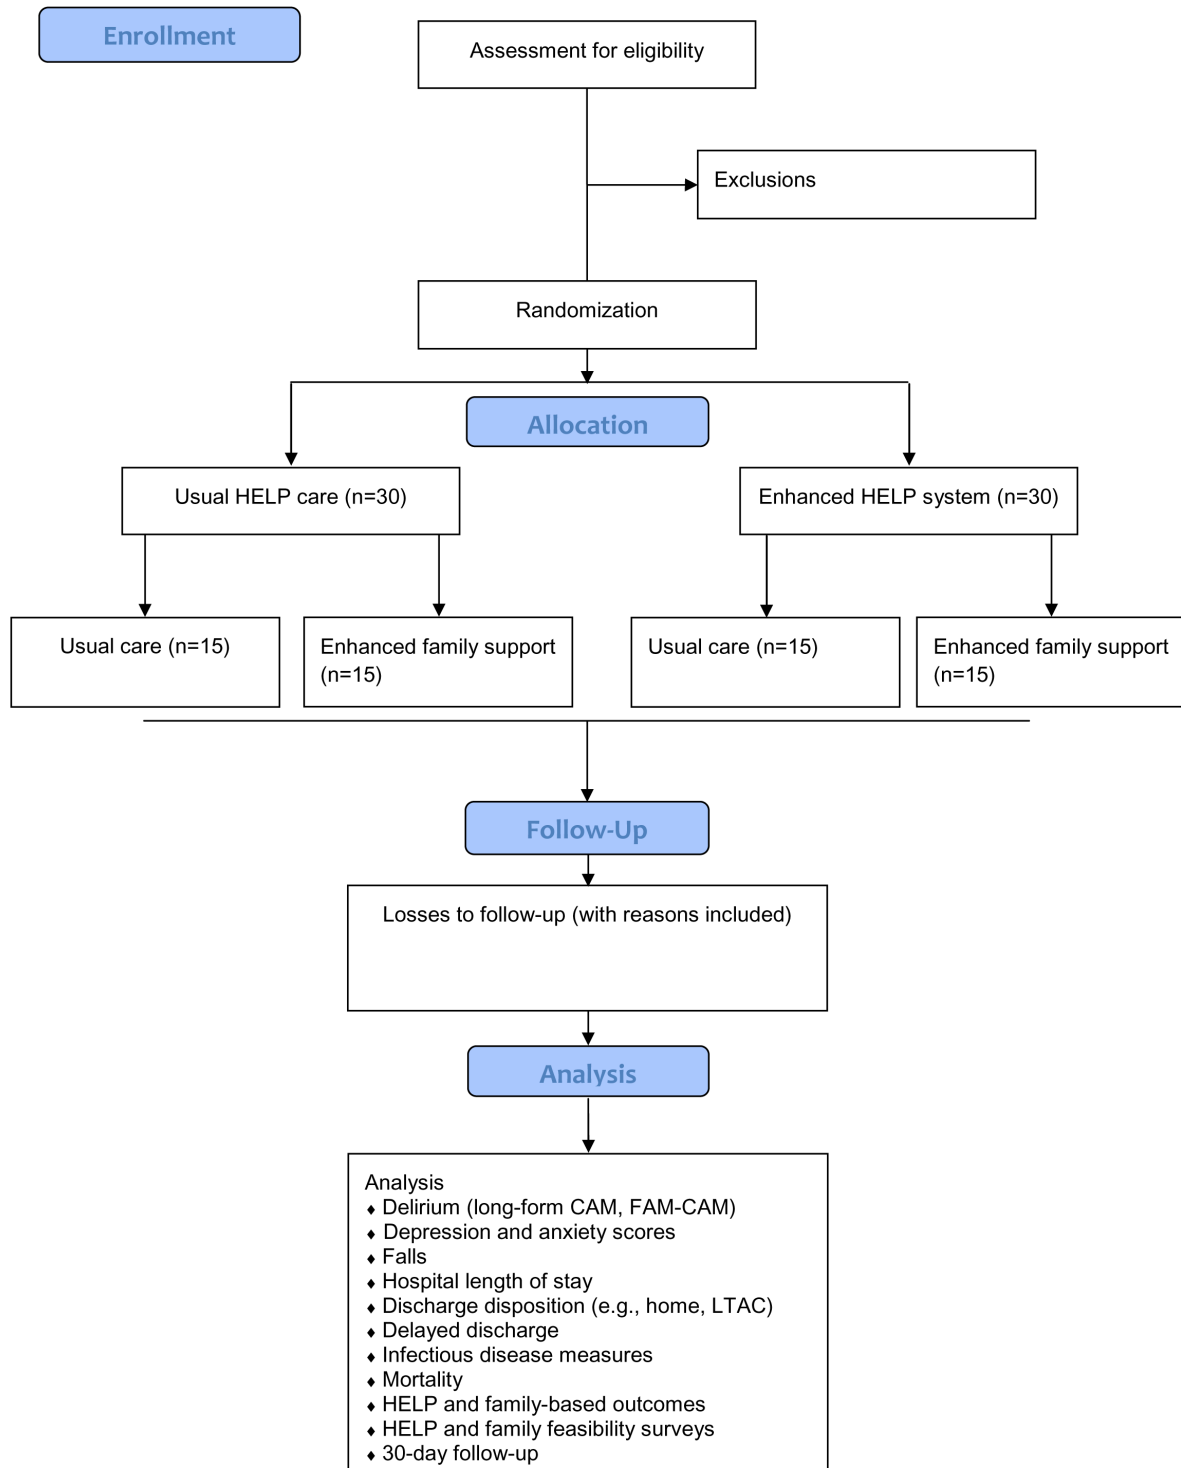 Enrollment
Assessment for eligibility
Exclusions
Randomization
Allocation
Usual HELP care (n=30)
Enhanced HELP system (n=30)
Usual care (n=15)
Enhanced family support
(n=15)
Usual care (n=15)
Enhanced family support
(n=15)
Follow-Up
Losses to follow-up (with reasons included)
Analysis
Analysis
♦ Delirium (long-form CAM, FAM-CAM)
♦ Depression and anxiety scores
♦ Falls
♦ Hospital length of stay
♦ Discharge disposition (e.g., home, LTAC)
♦ Delayed discharge
♦ Infectious disease measures
♦ Mortality
♦ HELP and family-based outcomes
♦ HELP and family feasibility surveys
♦ 30-day follow-up